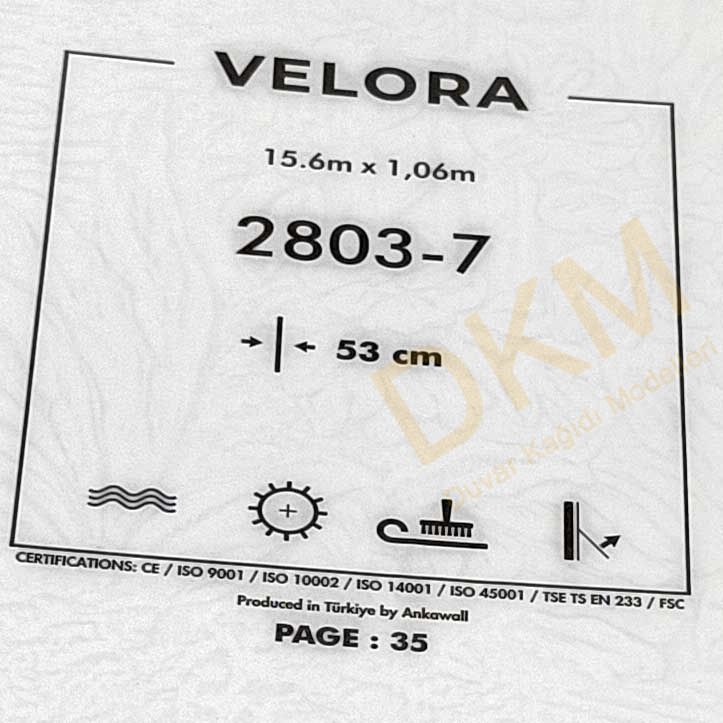 VELORA
15.6m x 1,06m
2803-7
53 cm
DKM
Duvar Kağıdı Modelleri
CERTIFICATIONS: CE / ISO 9001 / ISO 10002 / ISO 14001 / ISO 45001 / TSE TS EN 233 / FSC
Produced in Türkiye by Ankawall
PAGE : 35